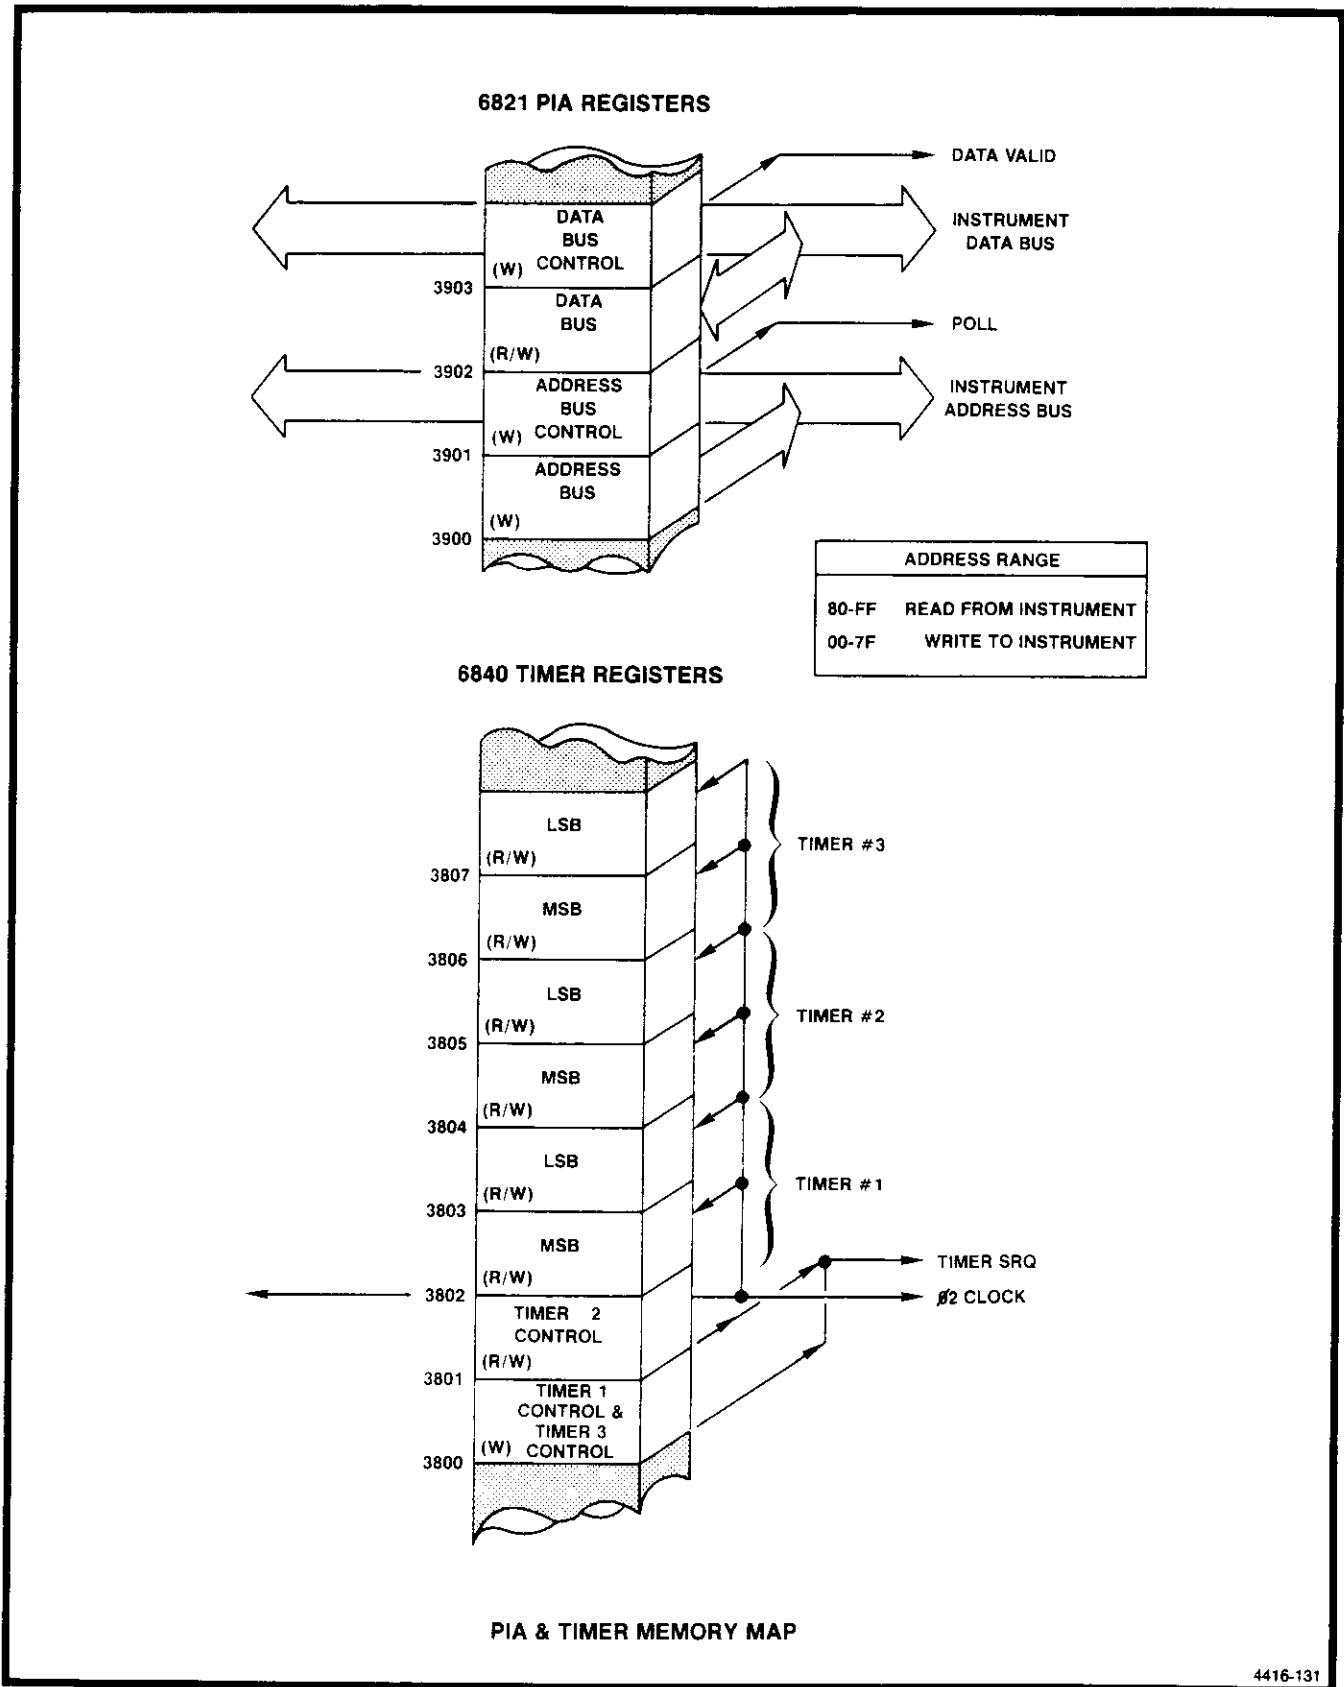 6821 PIA REGISTERS
DATA VALID
DATA
BUS
CONTROL
(W)
INSTRUMENT
DATA BUS
3903
DATA
BUS
(R/W)
POLL
3902
ADDRESS
BUS
CONTROL
(W)
INSTRUMENT
ADDRESS BUS
3901
ADDRESS
BUS
(W)
3900
ADDRESS RANGE
80-FF READ FROM INSTRUMENT
00-7F WRITE TO INSTRUMENT
6840 TIMER REGISTERS
LSB
(R/W)
TIMER #3
3807
MSB
(R/W)
3806
LSB
(R/W)
TIMER #2
3805
MSB
(R/W)
3804
LSB
(R/W)
TIMER #1
3803
MSB
(R/W)
TIMER SRQ
3802
Ø2 CLOCK
TIMER 2
CONTROL
(R/W)
3801
TIMER 1
CONTROL &
TIMER 3
(W) CONTROL
3800
PIA & TIMER MEMORY MAP
4416-131